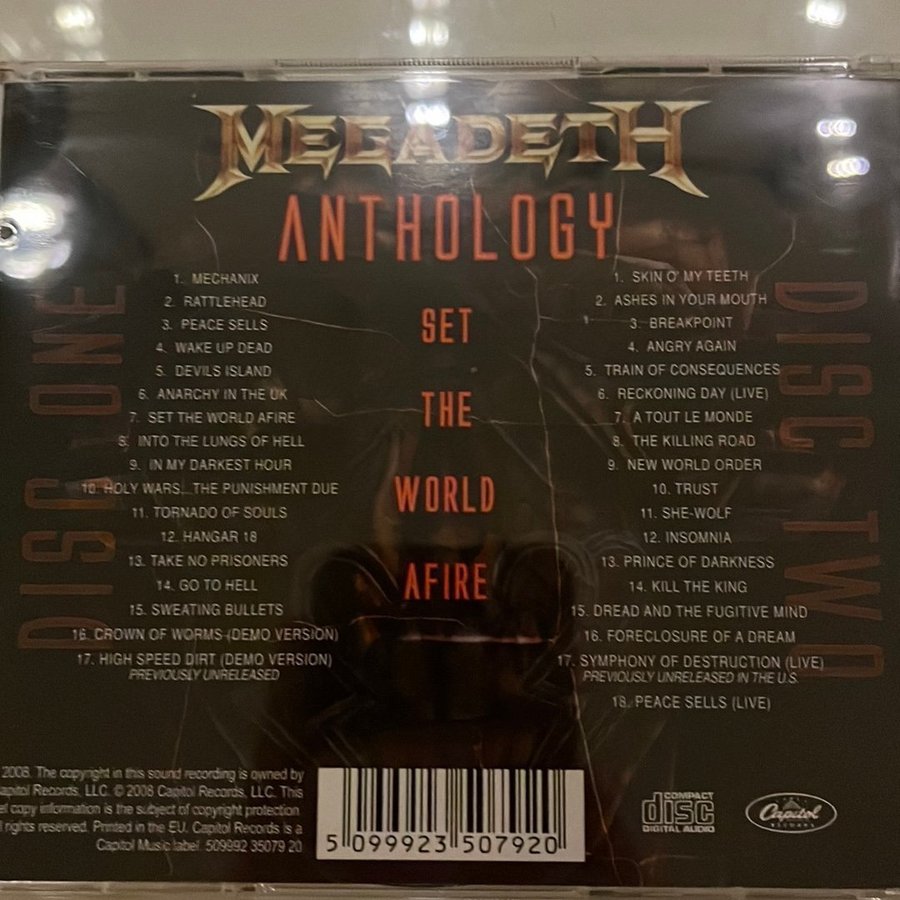 MEGADETH
ANTHOLOGY
SET
THE
WORLD
AFIRE
DISC ONE
1. MECHANIX
2. RATTLEHEAD
3. PEACE SELLS
4. WAKE UP DEAD
5. DEVILS ISLAND
6. ANARCHY IN THE UK
7. SET THE WORLD AFIRE
8. INTO THE LUNGS OF HELL
9. IN MY DARKEST HOUR
10. HOLY WARS...THE PUNISHMENT DUE
11. TORNADO OF SOULS
12. HANGAR 18
13. TAKE NO PRISONERS
14. GO TO HELL
15. SWEATING BULLETS
16. CROWN OF WORMS (DEMO VERSION)
17. HIGH SPEED DIRT (DEMO VERSION)
PREVIOUSLY UNRELEASED
DISC TWO
1. SKIN O' MY TEETH
2. ASHES IN YOUR MOUTH
3. BREAKPOINT
4. ANGRY AGAIN
5. TRAIN OF CONSEQUENCES
6. RECKONING DAY (LIVE)
7. A TOUT LE MONDE
8. THE KILLING ROAD
9. NEW WORLD ORDER
10. TRUST
11. SHE-WOLF
12. INSOMNIA
13. PRINCE OF DARKNESS
14. KILL THE KING
15. DREAD AND THE FUGITIVE MIND
16. FORECLOSURE OF A DREAM
17. SYMPHONY OF DESTRUCTION (LIVE)
PREVIOUSLY UNRELEASED IN THE U.S.
18. PEACE SELLS (LIVE)
2008. The copyright in this sound recording is owned by
apitol Records, LLC. © 2008 Capitol Records, LLC. This
el copy information is the subject of copyright protection.
rights reserved. Printed in the EU. Capitol Records is a
Capitol Music label. 509992 35079 20
5 099923 507920
COMPACT
disc
DIGITAL AUDIO
Capitol
RECORDS